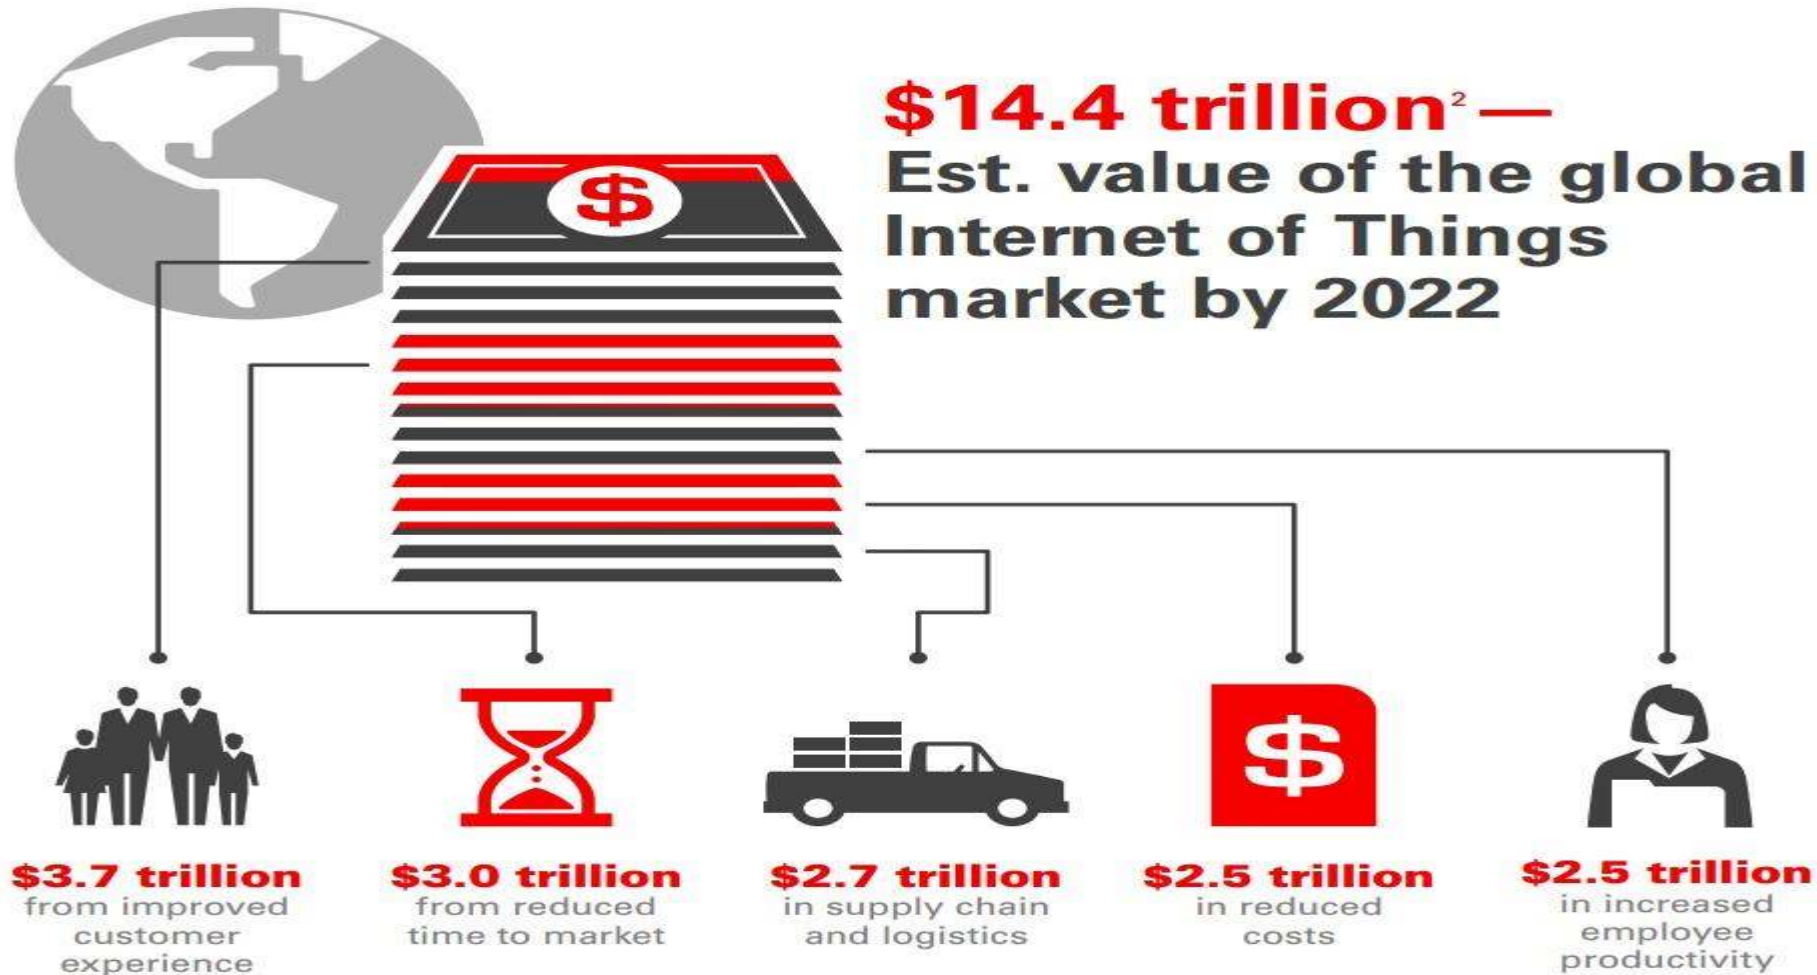 $14.4 trillion²—
Est. value of the global
Internet of Things
market by 2022
$
$
$3.7 trillion
from improved
customer
experience
$3.0 trillion
from reduced
time to market
$2.7 trillion
in supply chain
and logistics
$2.5 trillion
in reduced
costs
$2.5 trillion
in increased
employee
productivity